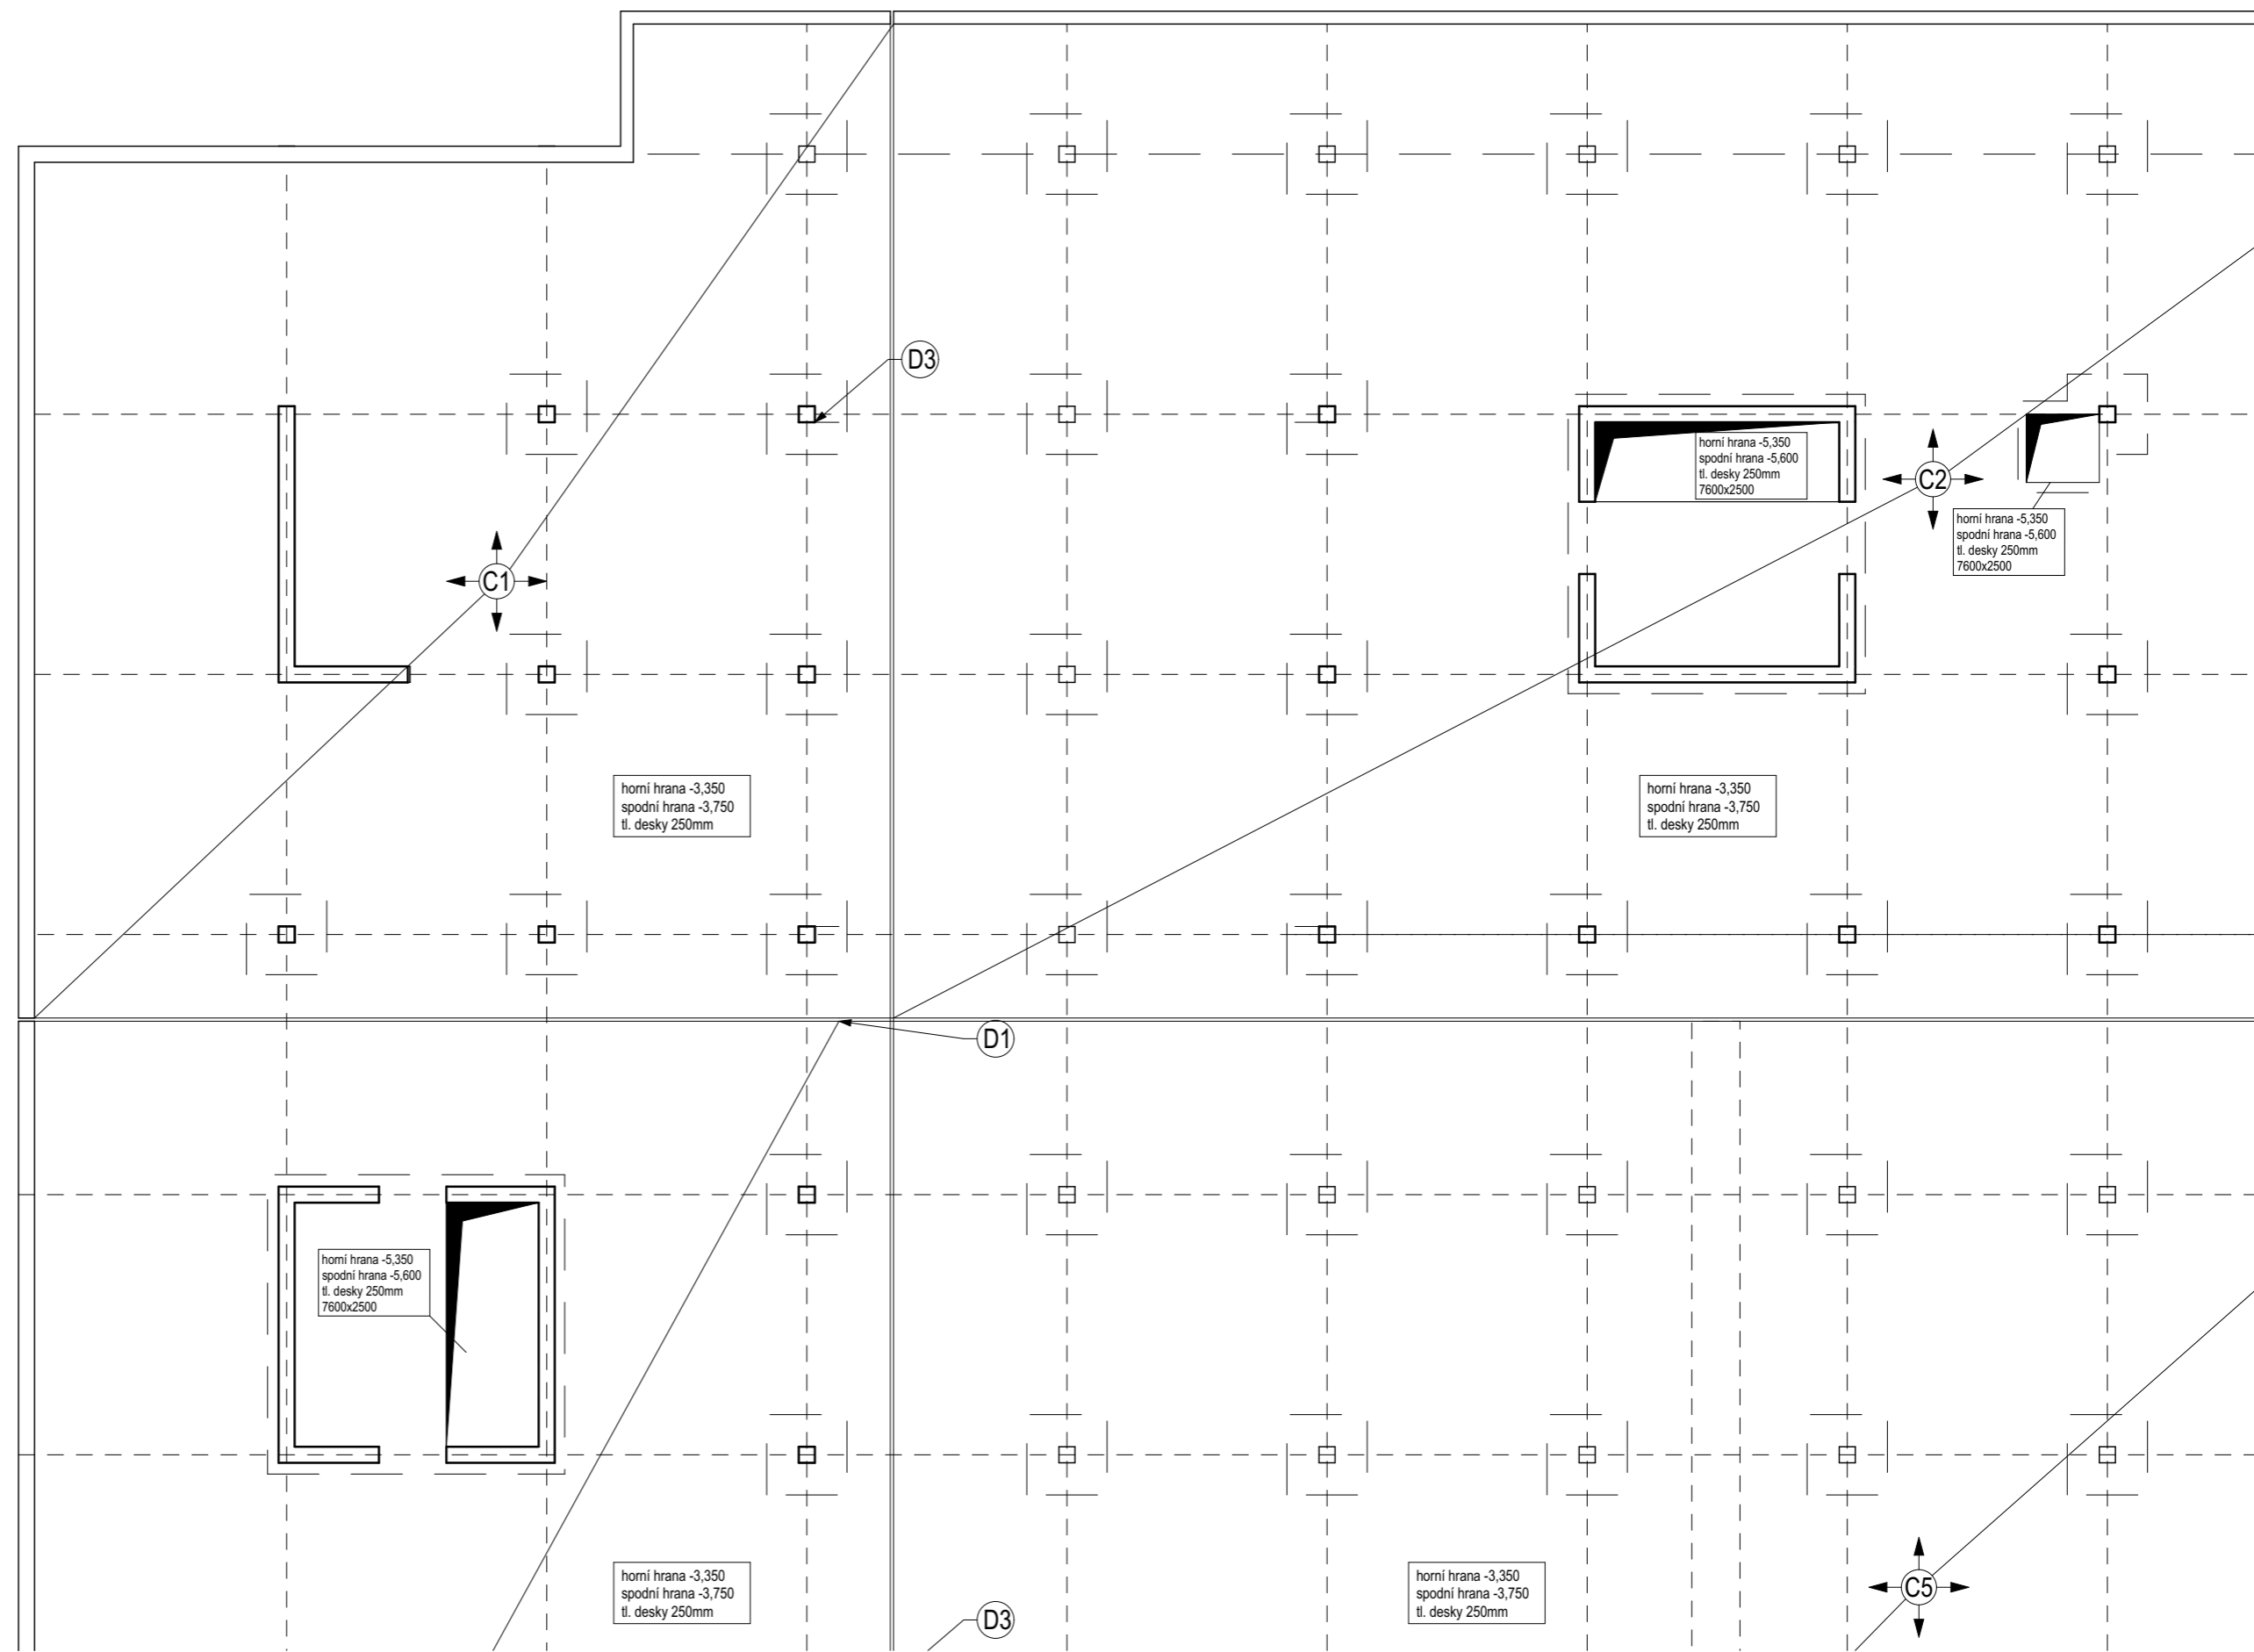 D3
horní hrana -5,350
spodní hrana -5,600
tl. desky 250mm
7600x2500
C2
horní hrana -5,350
spodní hrana -5,600
tl. desky 250mm
7600x2500
C1
horní hrana -3,350
spodní hrana -3,750
tl. desky 250mm
horní hrana -3,350
spodní hrana -3,750
tl. desky 250mm
D1
horní hrana -5,350
spodní hrana -5,600
tl. desky 250mm
7600x2500
horní hrana -3,350
spodní hrana -3,750
tl. desky 250mm
horní hrana -3,350
spodní hrana -3,750
tl. desky 250mm
C5
D3